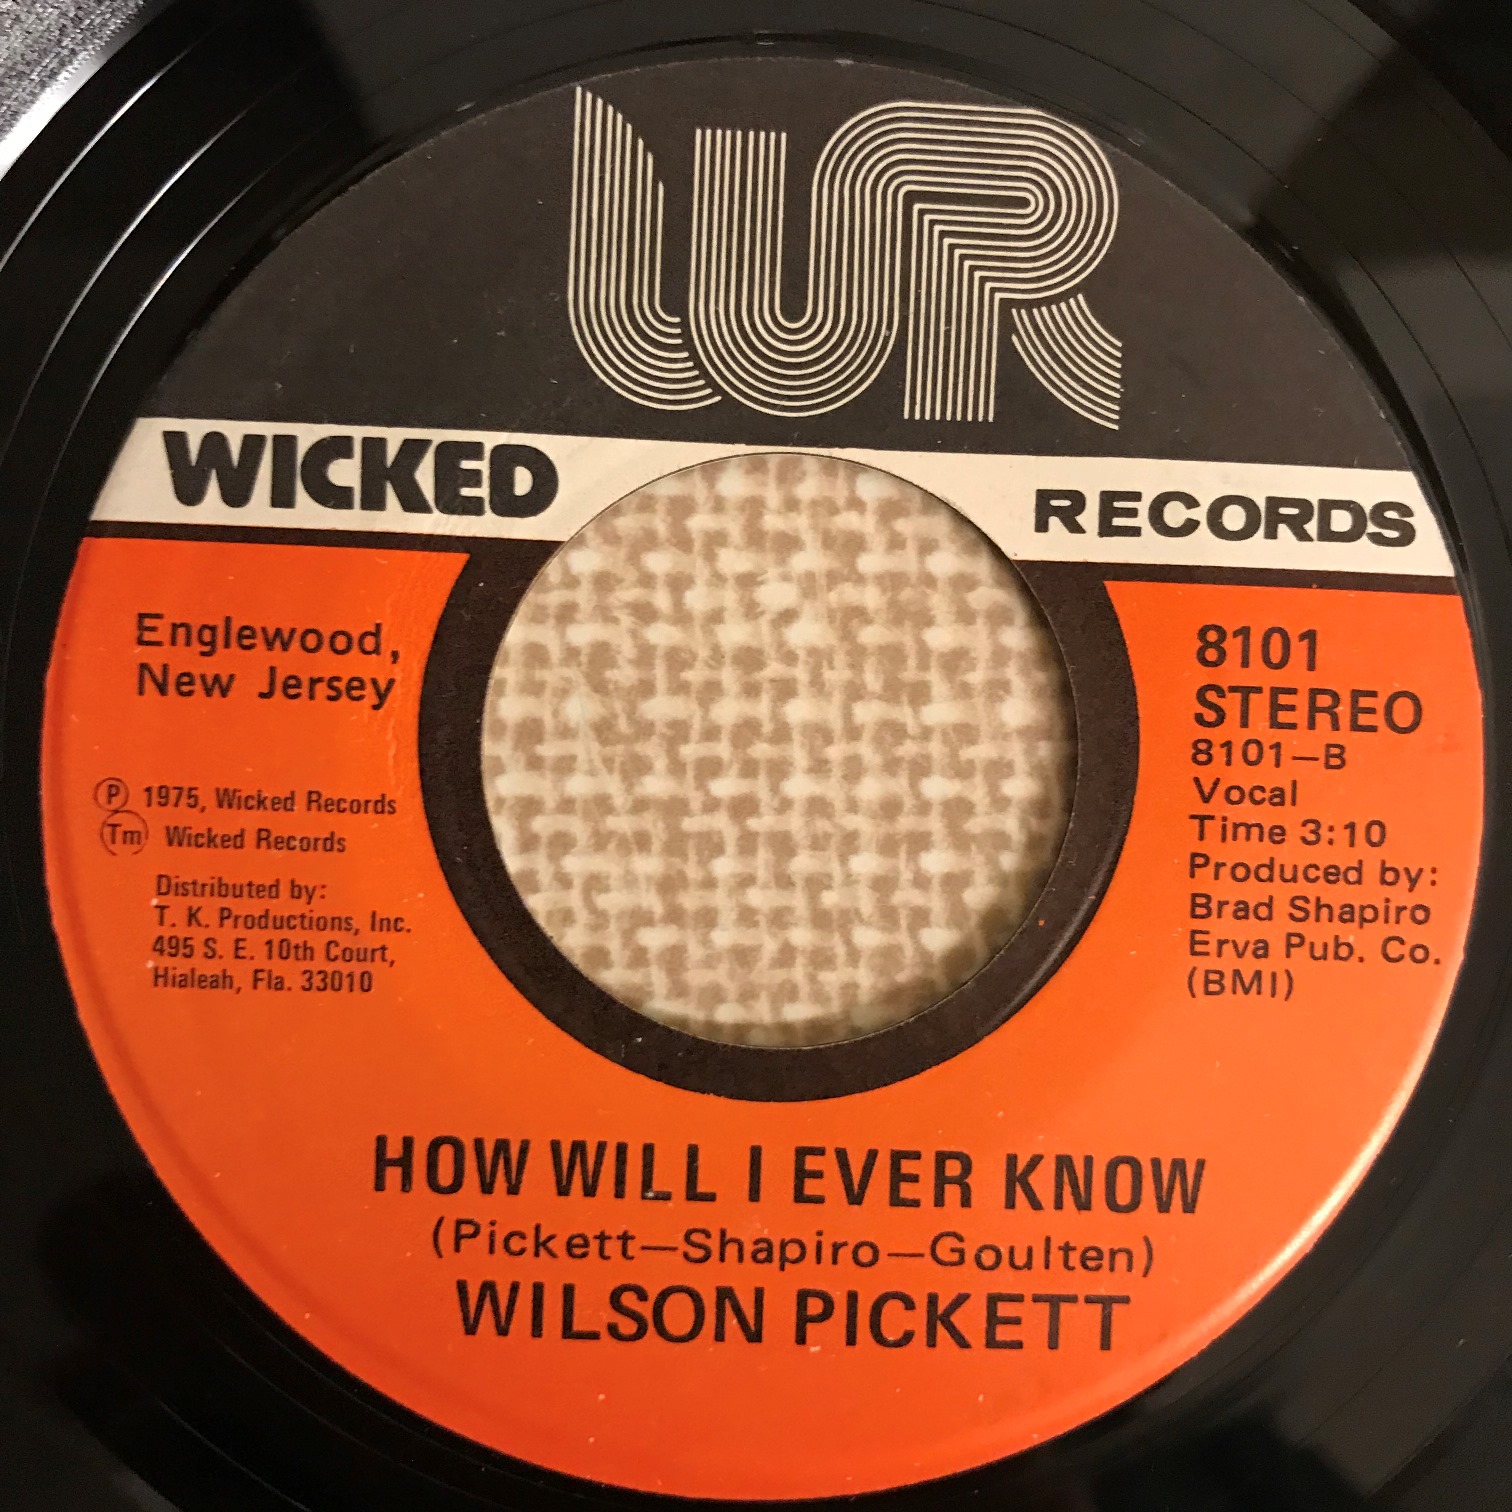 WR
WICKED RECORDS
Englewood,
New Jersey
Ⓟ 1975, Wicked Records
Tm Wicked Records
Distributed by:
T. K. Productions, Inc.
495 S. E. 10th Court,
Hialeah, Fla. 33010
8101
STEREO
8101—B
Vocal
Time 3:10
Produced by:
Brad Shapiro
Erva Pub. Co.
(BMI)
HOW WILL I EVER KNOW
(Pickett—Shapiro—Goulten)
WILSON PICKETT